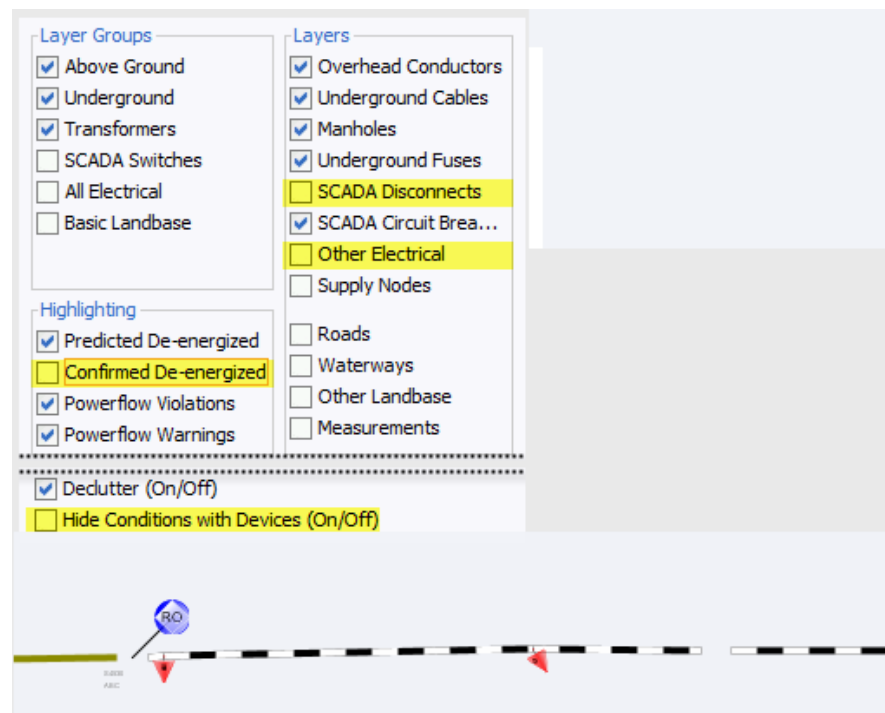 Layer Groups
Above Ground
Underground
Transformers
SCADA Switches
All Electrical
Basic Landbase
Layers
Overhead Conductors
Underground Cables
Manholes
Underground Fuses
SCADA Disconnects
SCADA Circuit Brea...
Other Electrical
Supply Nodes
Roads
Waterways
Other Landbase
Measurements
Highlighting
Predicted De-energized
Confirmed De-energized
Powerflow Violations
Powerflow Warnings
Declutter (On/Off)
Hide Conditions with Devices (On/Off)
RO
ABC